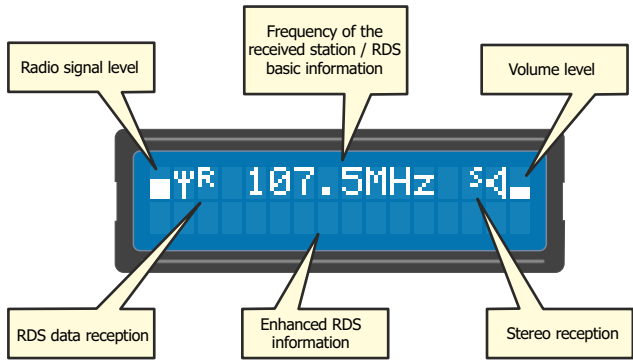 Radio signal level
Frequency of the
received station / RDS
basic information
Volume level
R 107.5MHz S
RDS data reception
Enhanced RDS
information
Stereo reception